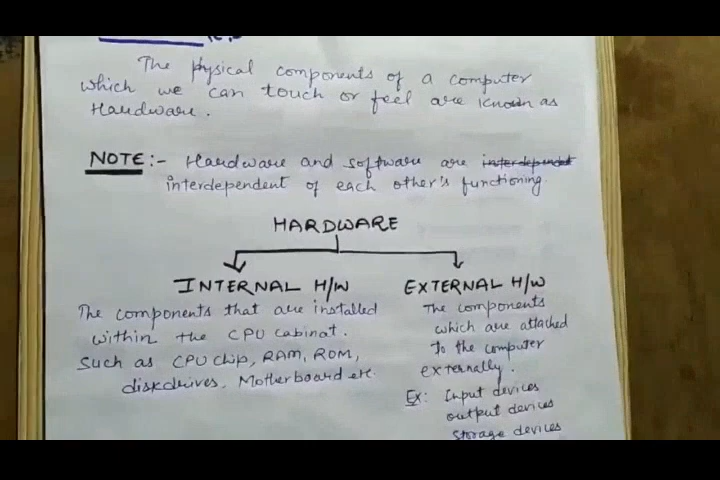 The physical components of a computer
which we can touch or feel are known as
Hardware.
NOTE:- Hardware and software are interdependent
interdependent of each other's functioning.
HARDWARE
INTERNAL H/W
The components that are installed
within the CPU cabinat.
Such as CPU chip, RAM, ROM,
diskdrives, Motherboard etc.
EXTERNAL H/W
The components
which are attached
To the computer
externally.
Ex: Input devices
output devices
Storage devices